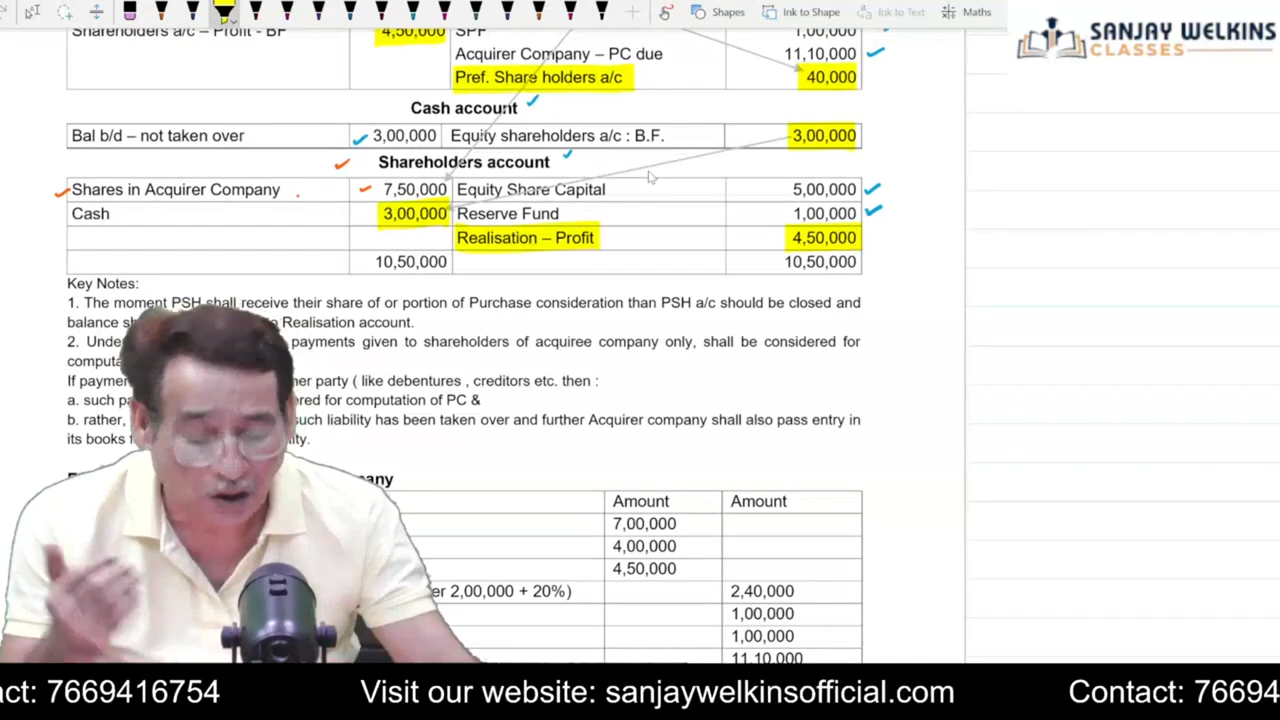 Shapes Ink to Shape Ink to Text Maths
SANJAY WELKINS
CLASSES
Shareholders a/c – Profit - BF 4,50,000 SPF 1,00,000
Acquirer Company – PC due 11,10,000
Pref. Share holders a/c 40,000
Cash account
Bal b/d – not taken over 3,00,000 Equity shareholders a/c : B.F. 3,00,000
Shareholders account
Shares in Acquirer Company 7,50,000 Equity Share Capital 5,00,000
Cash 3,00,000 Reserve Fund 1,00,000
Realisation – Profit 4,50,000
10,50,000 10,50,000
Key Notes:
1. The moment PSH shall receive their share of or portion of Purchase consideration than PSH a/c should be closed and
balance Realisation account.
2. payments given to shareholders of acquiree company only, shall be considered for
If party ( like debentures , creditors etc. then :
a. such for computation of PC &
b. rather, such liability has been taken over and further Acquirer company shall also pass entry in
its books
Amount Amount
7,00,000
4,00,000
4,50,000
2,00,000 + 20%) 2,40,000
1,00,000
1,00,000
11,10,000
act: 7669416754 Visit our website: sanjaywelkinsofficial.com Contact: 76694